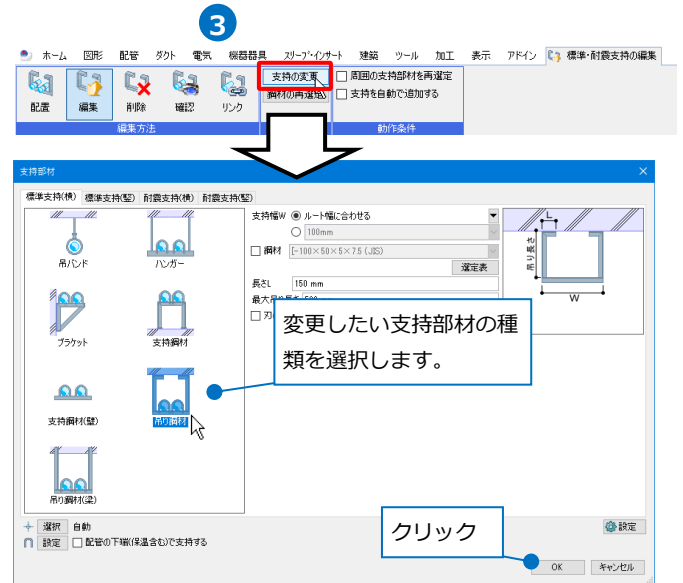 3
ホーム 図形 配管 ダクト 電気 機器器具 スリーブ・インサート 建築 ツール 加工 表示 アドイン 標準・耐震支持の編集
配置 編集 削除 確認 リンク
支持の変更
鋼材の再選定
周囲の支持部材を再選定
支持を自動で追加する
編集方法 動作条件
支持部材
標準支持(横) 標準支持(竪) 耐震支持(横) 耐震支持(竪)
吊バンド ハンガー
ブラケット 支持鋼材
支持鋼材(壁) 吊り鋼材
吊り鋼材(梁)
支持幅W ルート幅に合わせる
100mm
鋼材 [-100×50×5×7.5 (JIS)
選定表
長さL 150 mm
L
吊り長さ
W
変更したい支持部材の種
類を選択します。
選択 自動
設定 配管の下端(保温含む)で支持する
クリック
設定
OK キャンセル